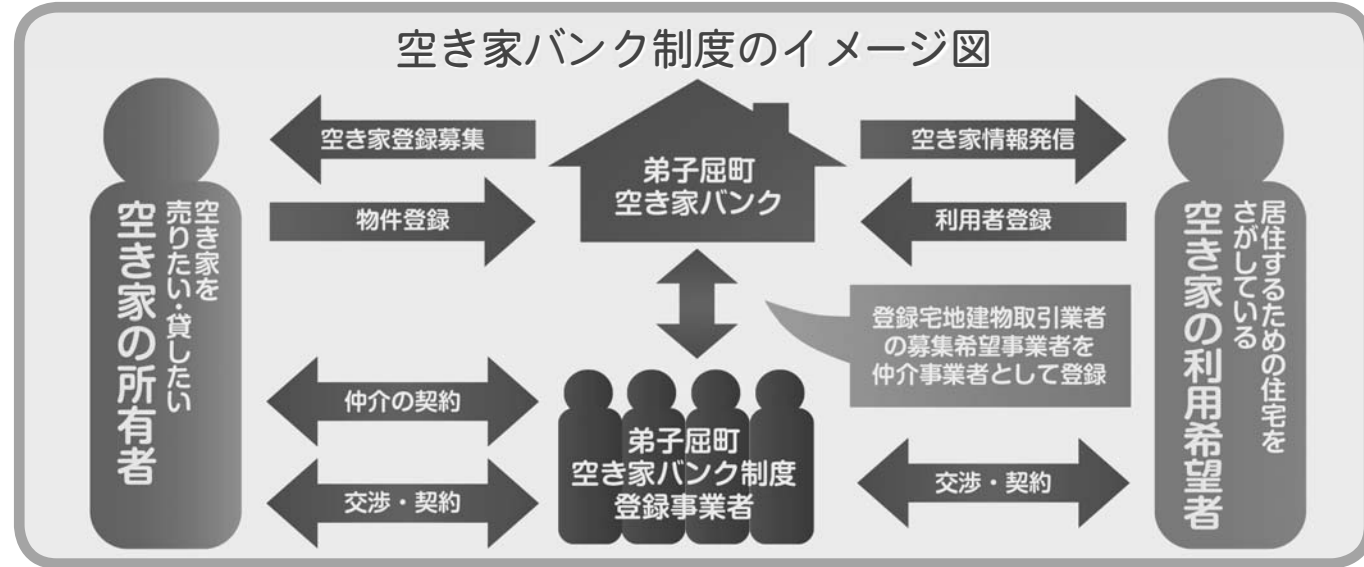 空き家バンク制度のイメージ図
空き家を
売りたい・貸したい
空き家の所有者
空き家登録募集
物件登録
弟子屈町
空き家バンク
空き家情報発信
利用者登録
居住するための住宅を
さがしている
空き家の利用希望者
登録宅地建物取引業者
の募集希望事業者を
仲介事業者として登録
仲介の契約
交渉・契約
弟子屈町
空き家バンク制度
登録事業者
交渉・契約